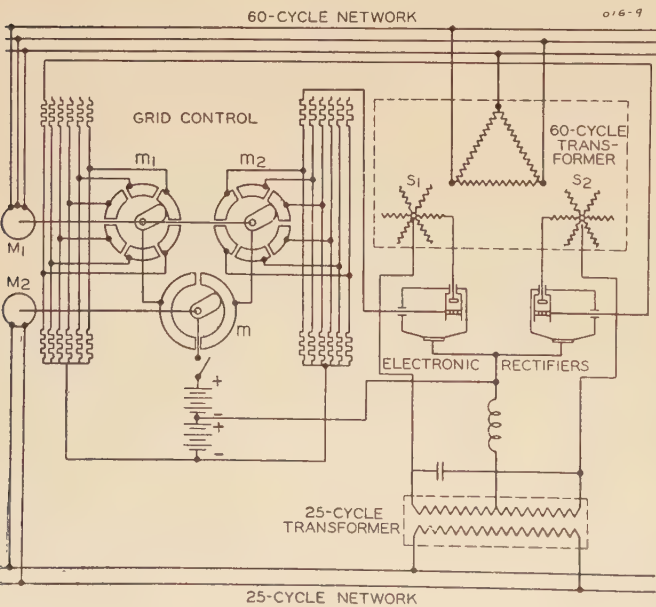 60-CYCLE NETWORK
016-9
GRID CONTROL
m1
m2
60-CYCLE
TRANS-
FORMER
S1
S2
M1
M2
m
ELECTRONIC RECTIFIERS
+
-
+
-
25-CYCLE
TRANSFORMER
25-CYCLE NETWORK